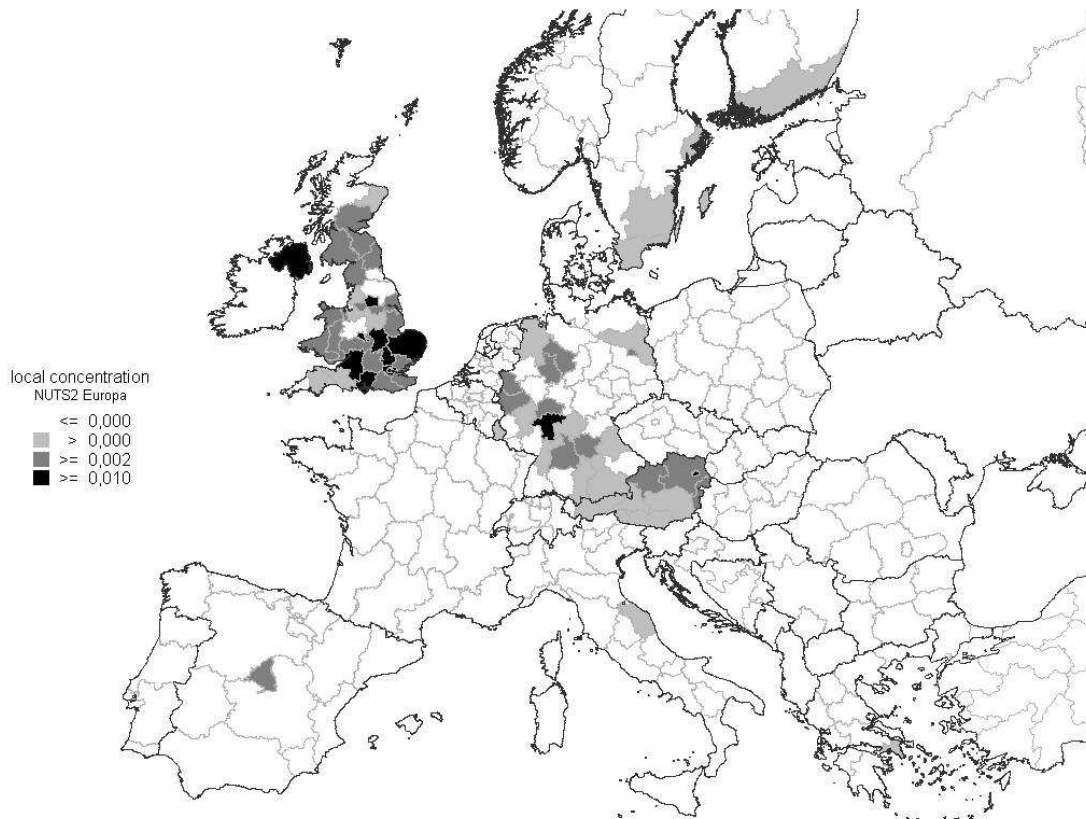 local concentration
NUTS2 Europa
<= 0,000
> 0,000
>= 0,002
>= 0,010